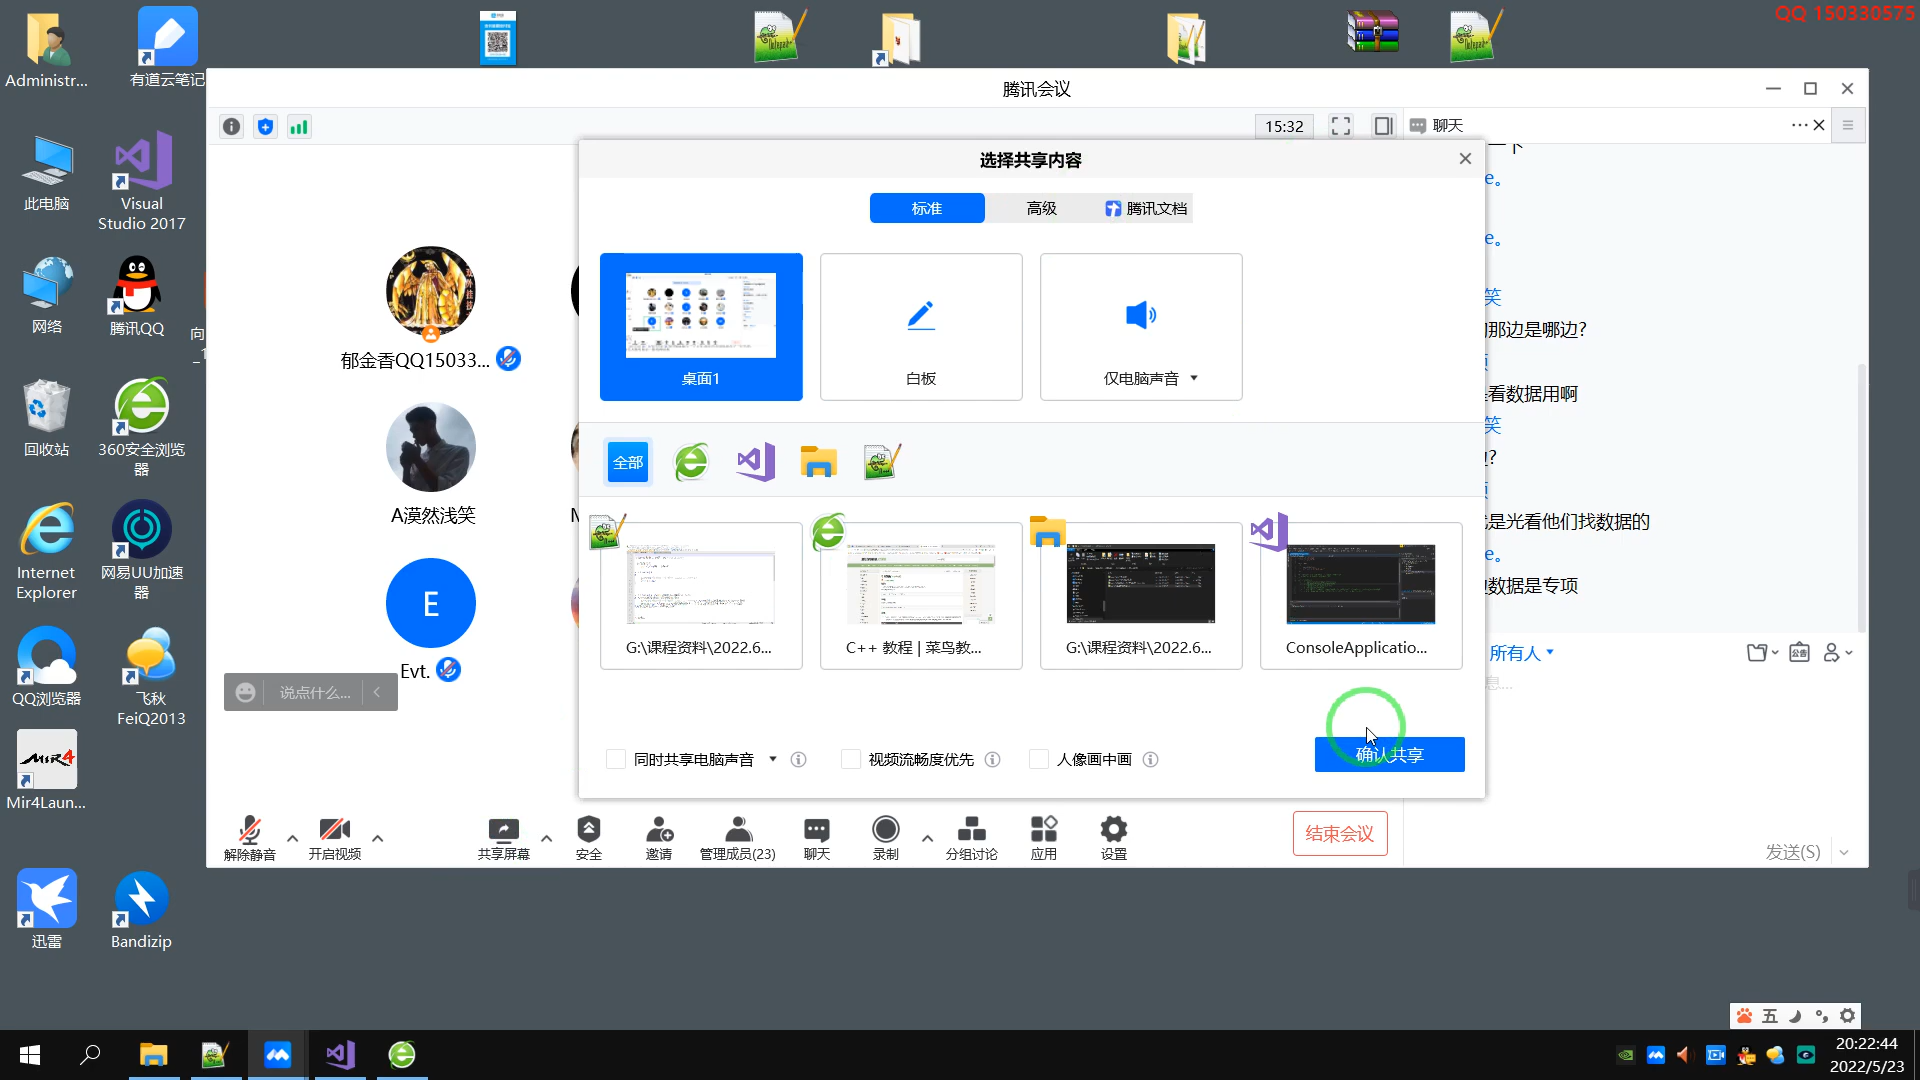 QQ 150330575
Administr...
有道云笔记
此电脑
Visual
Studio 2017
网络
腾讯QQ
回收站
360安全浏览
器
Internet
Explorer
网易UU加速
器
QQ浏览器
飞秋
FeiQ2013
MIR4
Mir4Laun...
迅雷
Bandizip
向
腾讯会议
15:32
聊天
一下
e。
e。
笑
那边是哪边?
看数据用啊
笑
?
是光看他们找数据的
e。
数据是专项
所有人
公告
息...
发送(S)
郁金香QQ15033...
A漠然浅笑
E
Evt.
说点什么...
选择共享内容
标准
高级
腾讯文档
桌面1
白板
仅电脑声音
全部
G:\课程资料\2022.6...
C++ 教程 | 菜鸟教...
G:\课程资料\2022.6...
ConsoleApplicatio...
同时共享电脑声音
视频流畅度优先
人像画中画
确认共享
解除静音
开启视频
共享屏幕
安全
邀请
管理成员(23)
聊天
录制
分组讨论
应用
设置
结束会议
五
20:22:44
2022/5/23